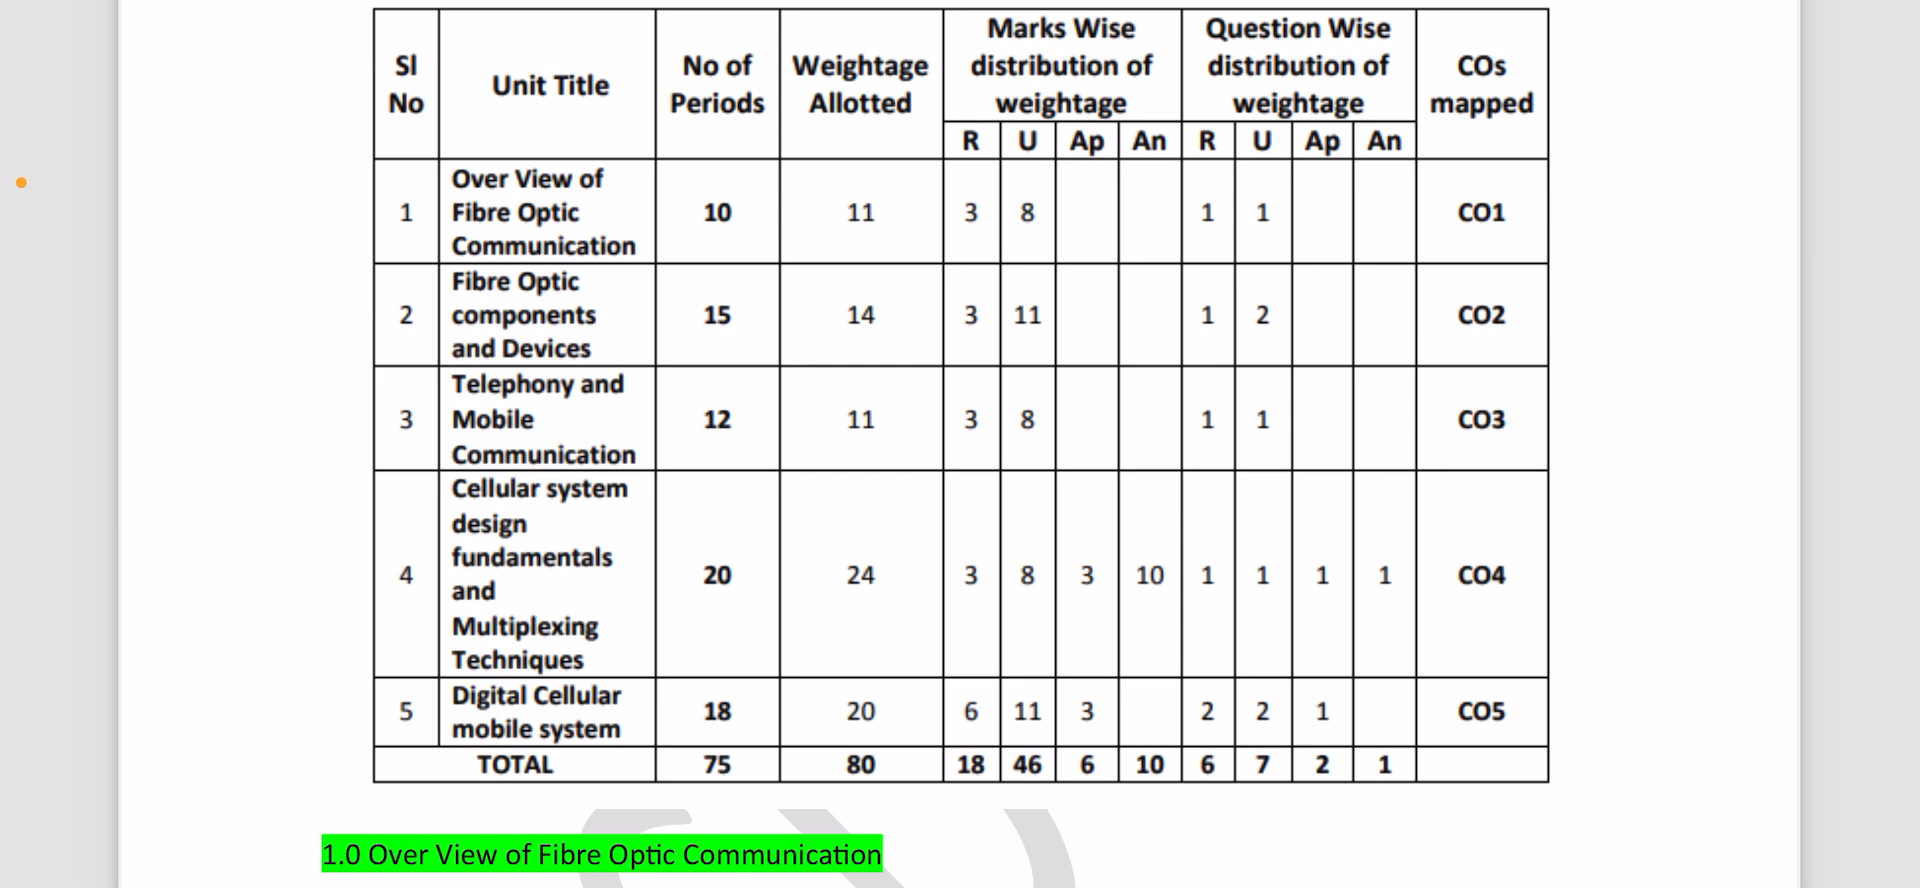 Sl No | Unit Title | No of Periods | Weightage Allotted | Marks Wise distribution of weightage | Question Wise distribution of weightage | COs mapped
R | U | Ap | An | R | U | Ap | An
1 | Over View of Fibre Optic Communication | 10 | 11 | 3 | 8 | | | 1 | 1 | | | CO1
2 | Fibre Optic components and Devices | 15 | 14 | 3 | 11 | | | 1 | 2 | | | CO2
3 | Telephony and Mobile Communication | 12 | 11 | 3 | 8 | | | 1 | 1 | | | CO3
4 | Cellular system design fundamentals and Multiplexing Techniques | 20 | 24 | 3 | 8 | 3 | 10 | 1 | 1 | 1 | 1 | CO4
5 | Digital Cellular mobile system | 18 | 20 | 6 | 11 | 3 | | 2 | 2 | 1 | | CO5
TOTAL | 75 | 80 | 18 | 46 | 6 | 10 | 6 | 7 | 2 | 1
1.0 Over View of Fibre Optic Communication